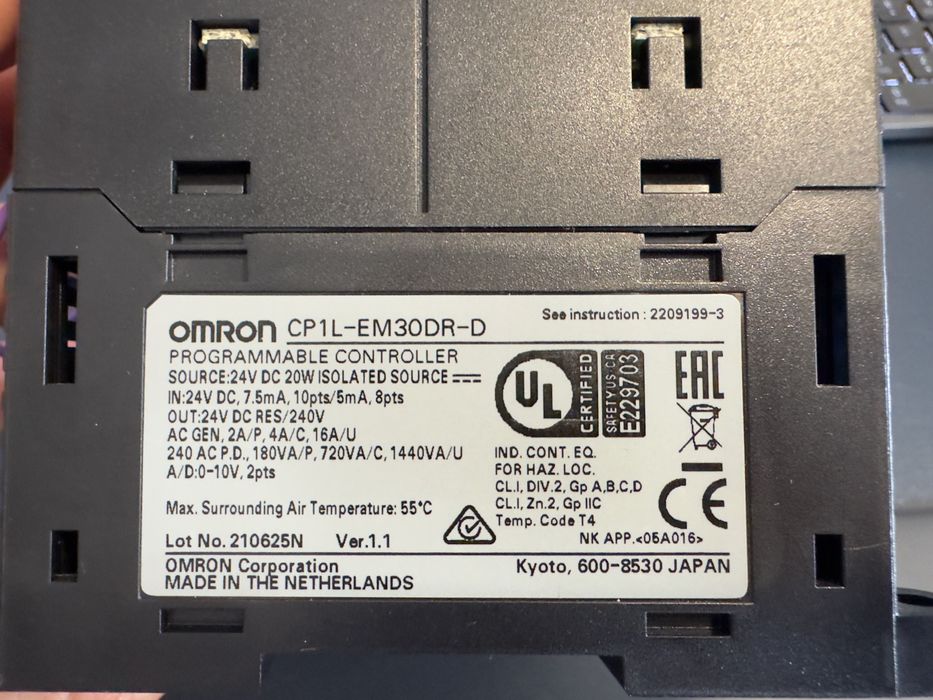 OMRON CP1L-EM30DR-D
See instruction : 2209199-3
PROGRAMMABLE CONTROLLER
SOURCE:24V DC 20W ISOLATED SOURCE
IN:24V DC, 7.5mA, 10pts/5mA, 8pts
OUT:24V DC RES/240V
AC GEN, 2A/P, 4A/C, 16A/U
240 AC P.D., 180VA/P, 720VA/C, 1440VA/U
A/D:0-10V, 2pts
UL
CERTIFIED
SAFETY US-CA
E229703
EAC
IND. CONT. EQ.
FOR HAZ. LOC.
CL.I, DIV.2, Gp A,B,C,D
CL.I, Zn.2, Gp IIC
Temp. Code T4
CE
Max. Surrounding Air Temperature: 55°C
Lot No. 210625N Ver.1.1
NK APP.<05A016>
OMRON Corporation
Kyoto, 600-8530 JAPAN
MADE IN THE NETHERLANDS